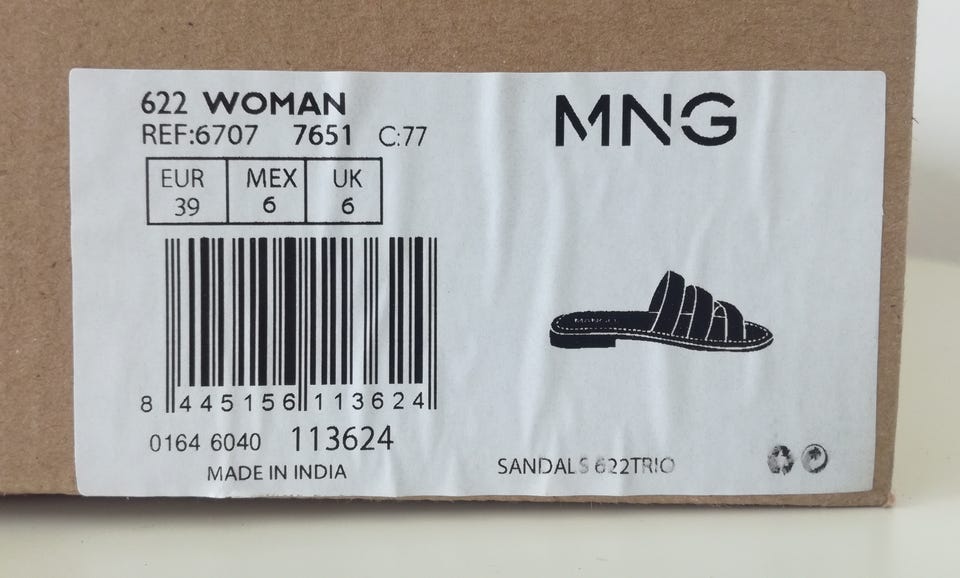 622 WOMAN
REF:6707 7651 C:77
MNG
EUR MEX UK
39 6 6
MANGO
8 445156 113624
0164 6040 113624
MADE IN INDIA
SANDALS 622TRIO